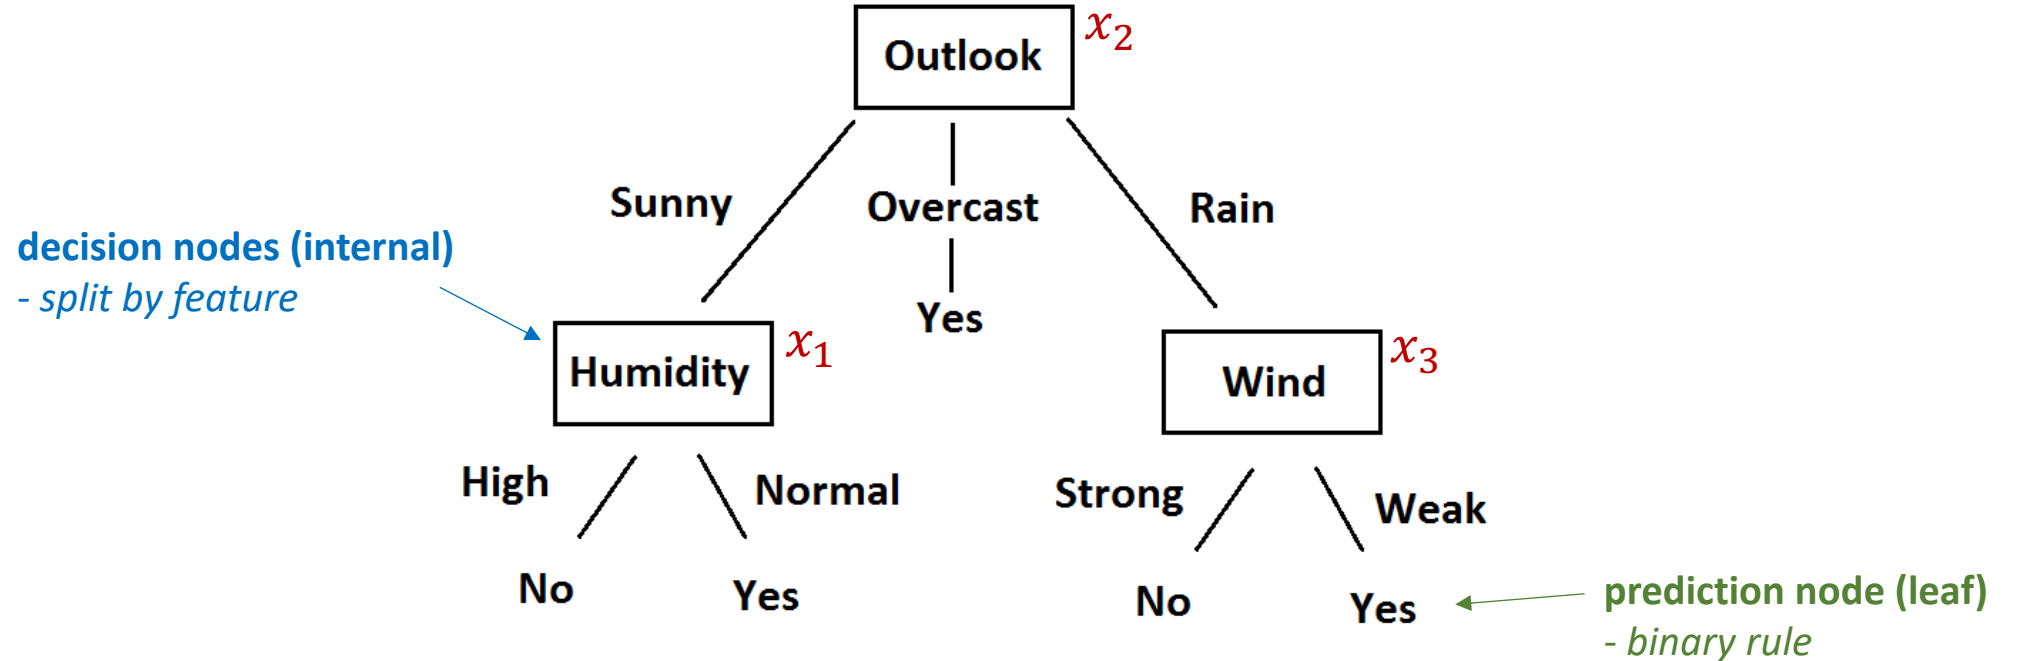 Outlook
x₂
Sunny
Overcast
Rain
decision nodes (internal)
- split by feature
Yes
Humidity
x₁
Wind
x₃
High
Normal
Strong
Weak
No
Yes
No
Yes
prediction node (leaf)
- binary rule